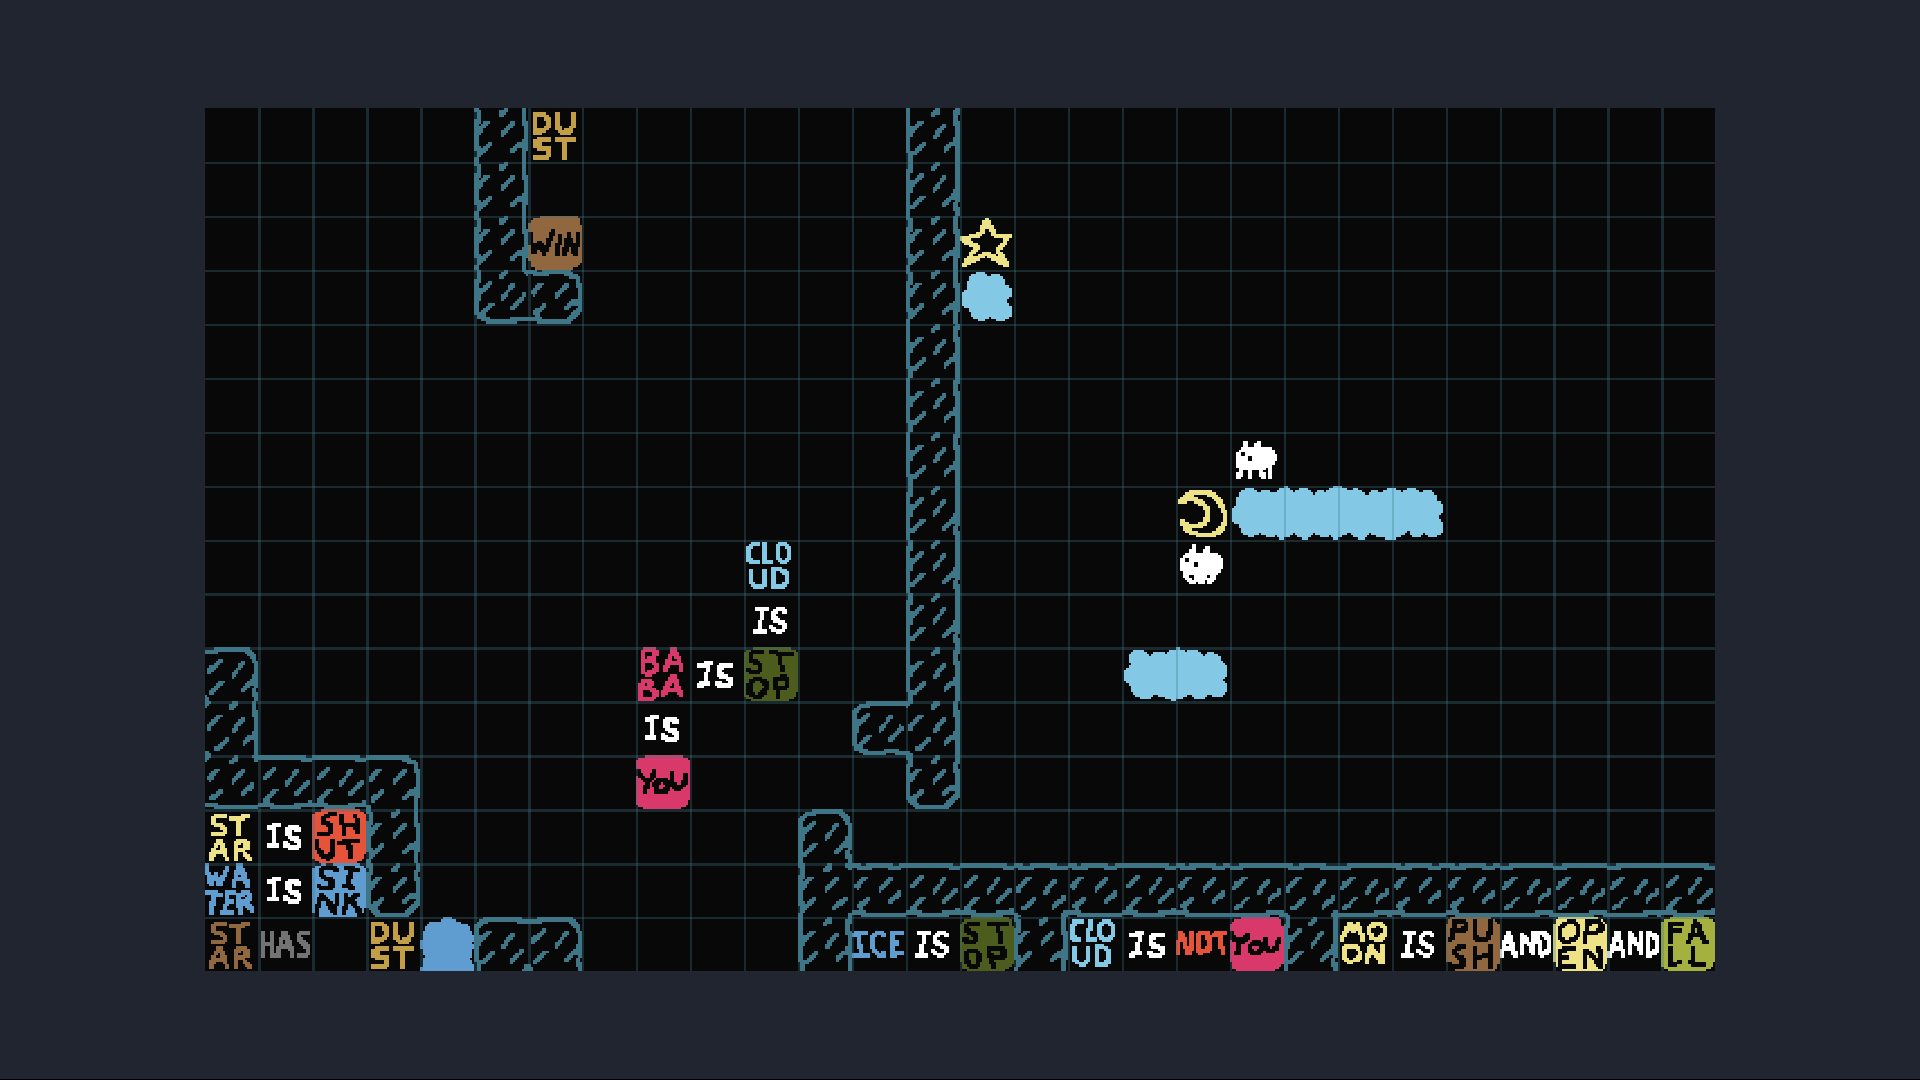 DUST
WIN
CLOUD
IS
BABA IS STOP
IS
YOU
STAR IS SHUT
WATER IS SINK
STAR HAS DUST ICE IS STOP CLOUD IS NOT YOU MOON IS PUSH AND OPEN AND FALL